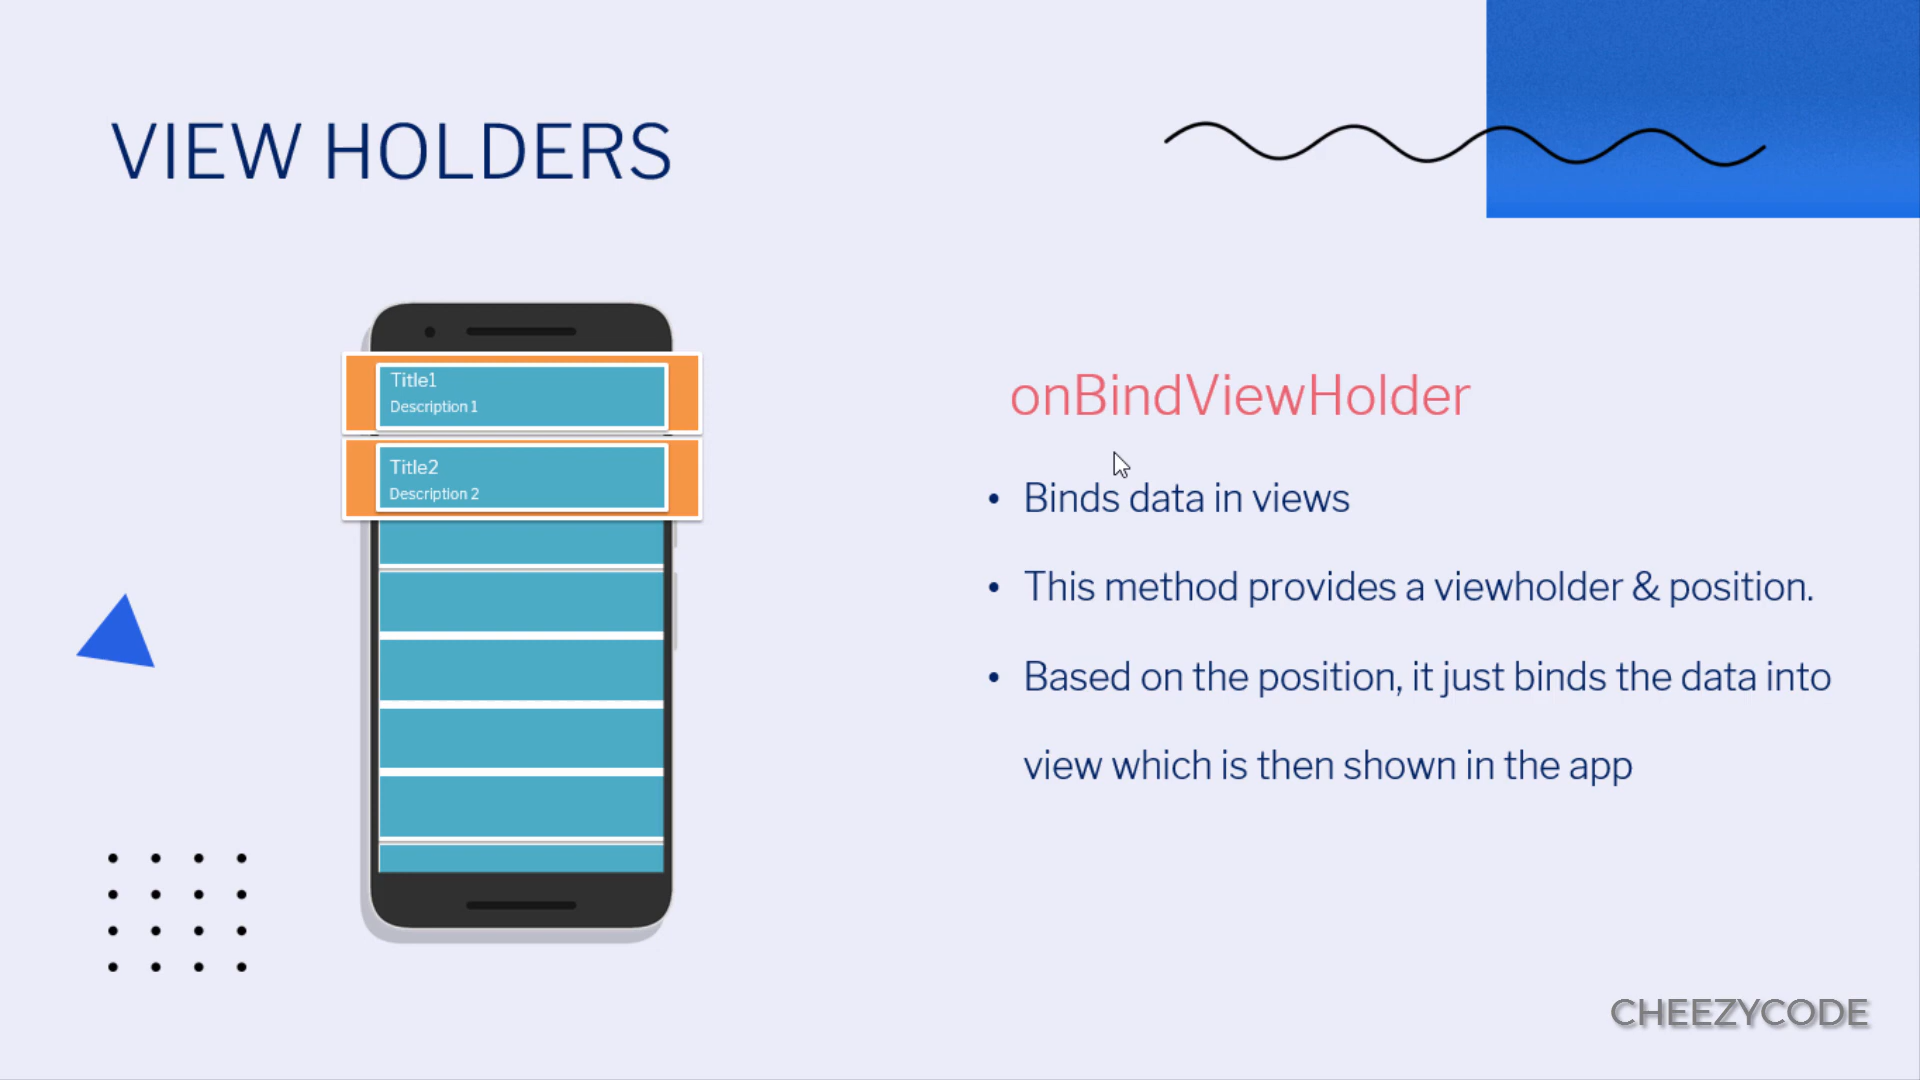 VIEW HOLDERS
Title1
Description 1
Title2
Description 2
onBindViewHolder
• Binds data in views
• This method provides a viewholder & position.
• Based on the position, it just binds the data into
view which is then shown in the app
CHEEZYCODE